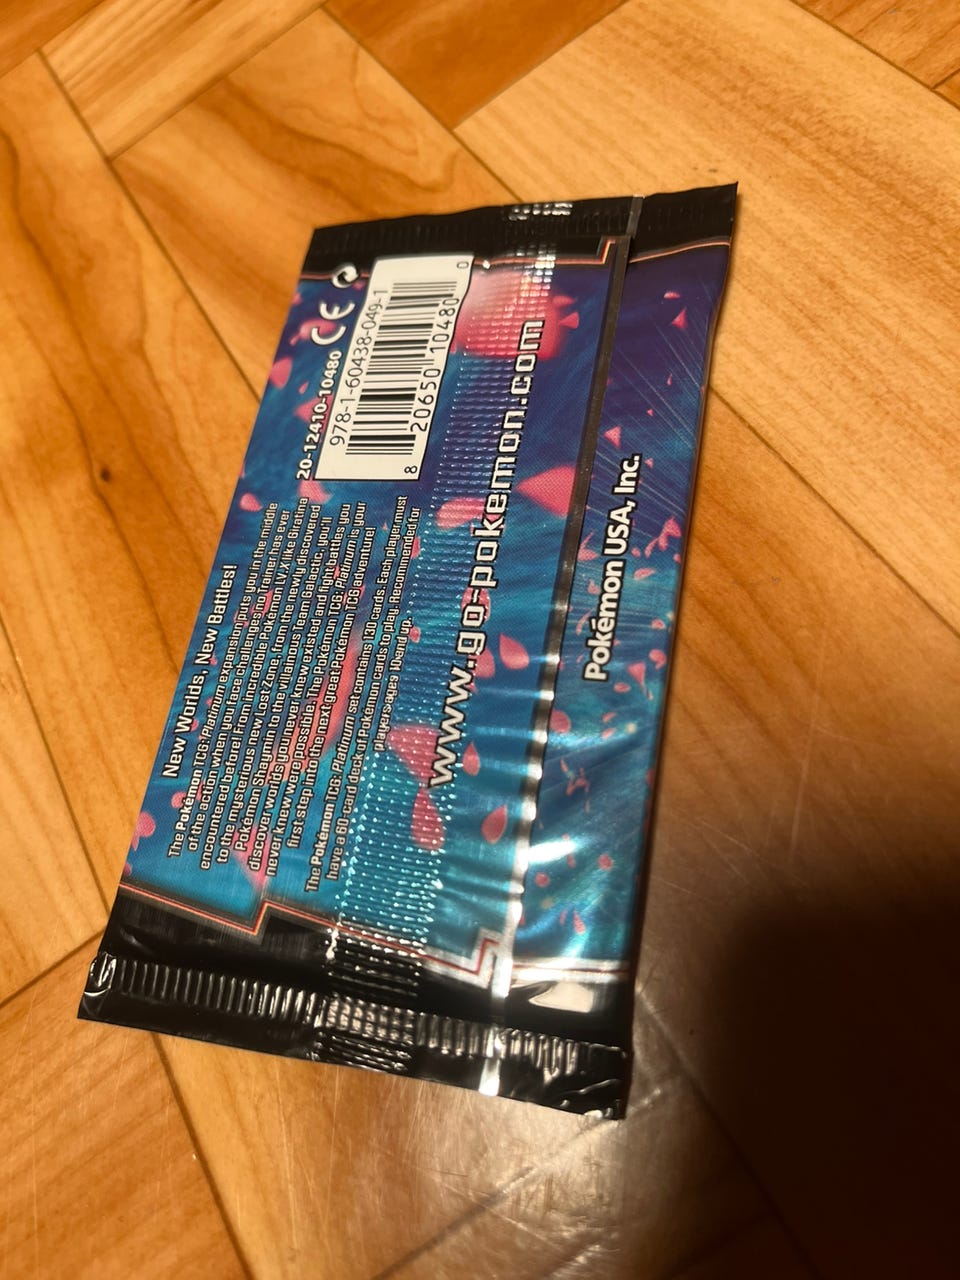 New Worlds, New Battles!
The Pokémon TCG: Platinum expansion puts you in the middle
of the action when you face challenges no Trainer has ever
encountered before! From incredible Pokémon LV.X like Giratina
to the mysterious new Lost Zone, from the newly discovered
Pokémon Shaymin to the villainous Team Galactic, you'll
discover worlds you never knew existed and fight battles you
never knew were possible. The Pokémon TCG: Platinum is your
first step into the next great Pokémon TCG adventure!
The Pokémon TCG: Platinum set contains 130 cards. Each player must
have a 60-card deck of Pokémon cards to play. Recommended for
players ages 10 and up.
20-12410-10480
CE
978-1-60438-049-1
8 20650 10480 0
www.go-pokemon.com
Pokémon USA, Inc.